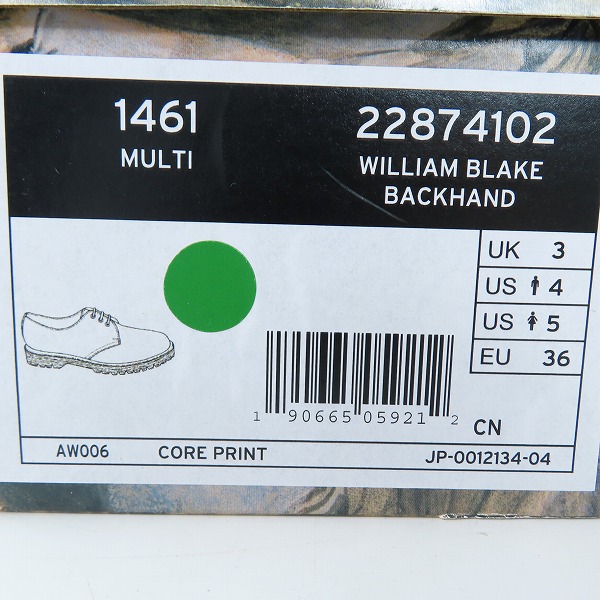 1461
MULTI
22874102
WILLIAM BLAKE
BACKHAND
UK 3
US 4
US 5
EU 36
1 90665 05921 2
CN
AW006 CORE PRINT JP-0012134-04